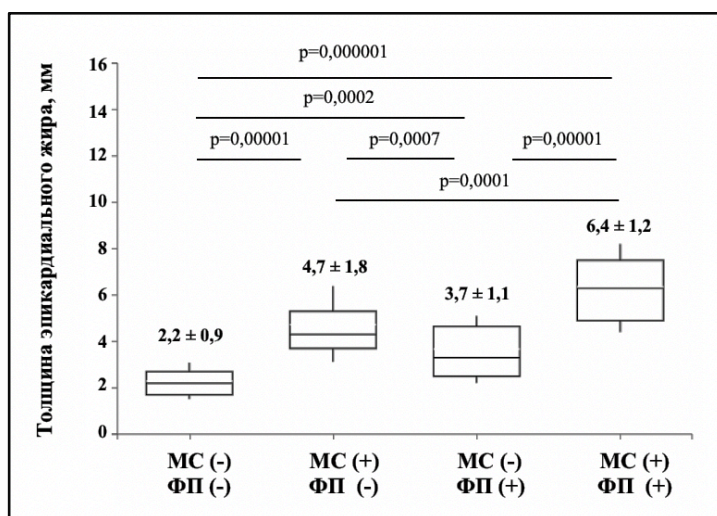 Толщина эпикардиального жира, мм
16
14
12
10
8
6
4
2
0
p=0,000001
p=0,0002
p=0,00001 p=0,0007 p=0,00001
p=0,0001
6,4 ± 1,2
4,7 ± 1,8
3,7 ± 1,1
2,2 ± 0,9
МС (-) МС (+) МС (-) МС (+)
ФП (-) ФП (-) ФП (+) ФП (+)